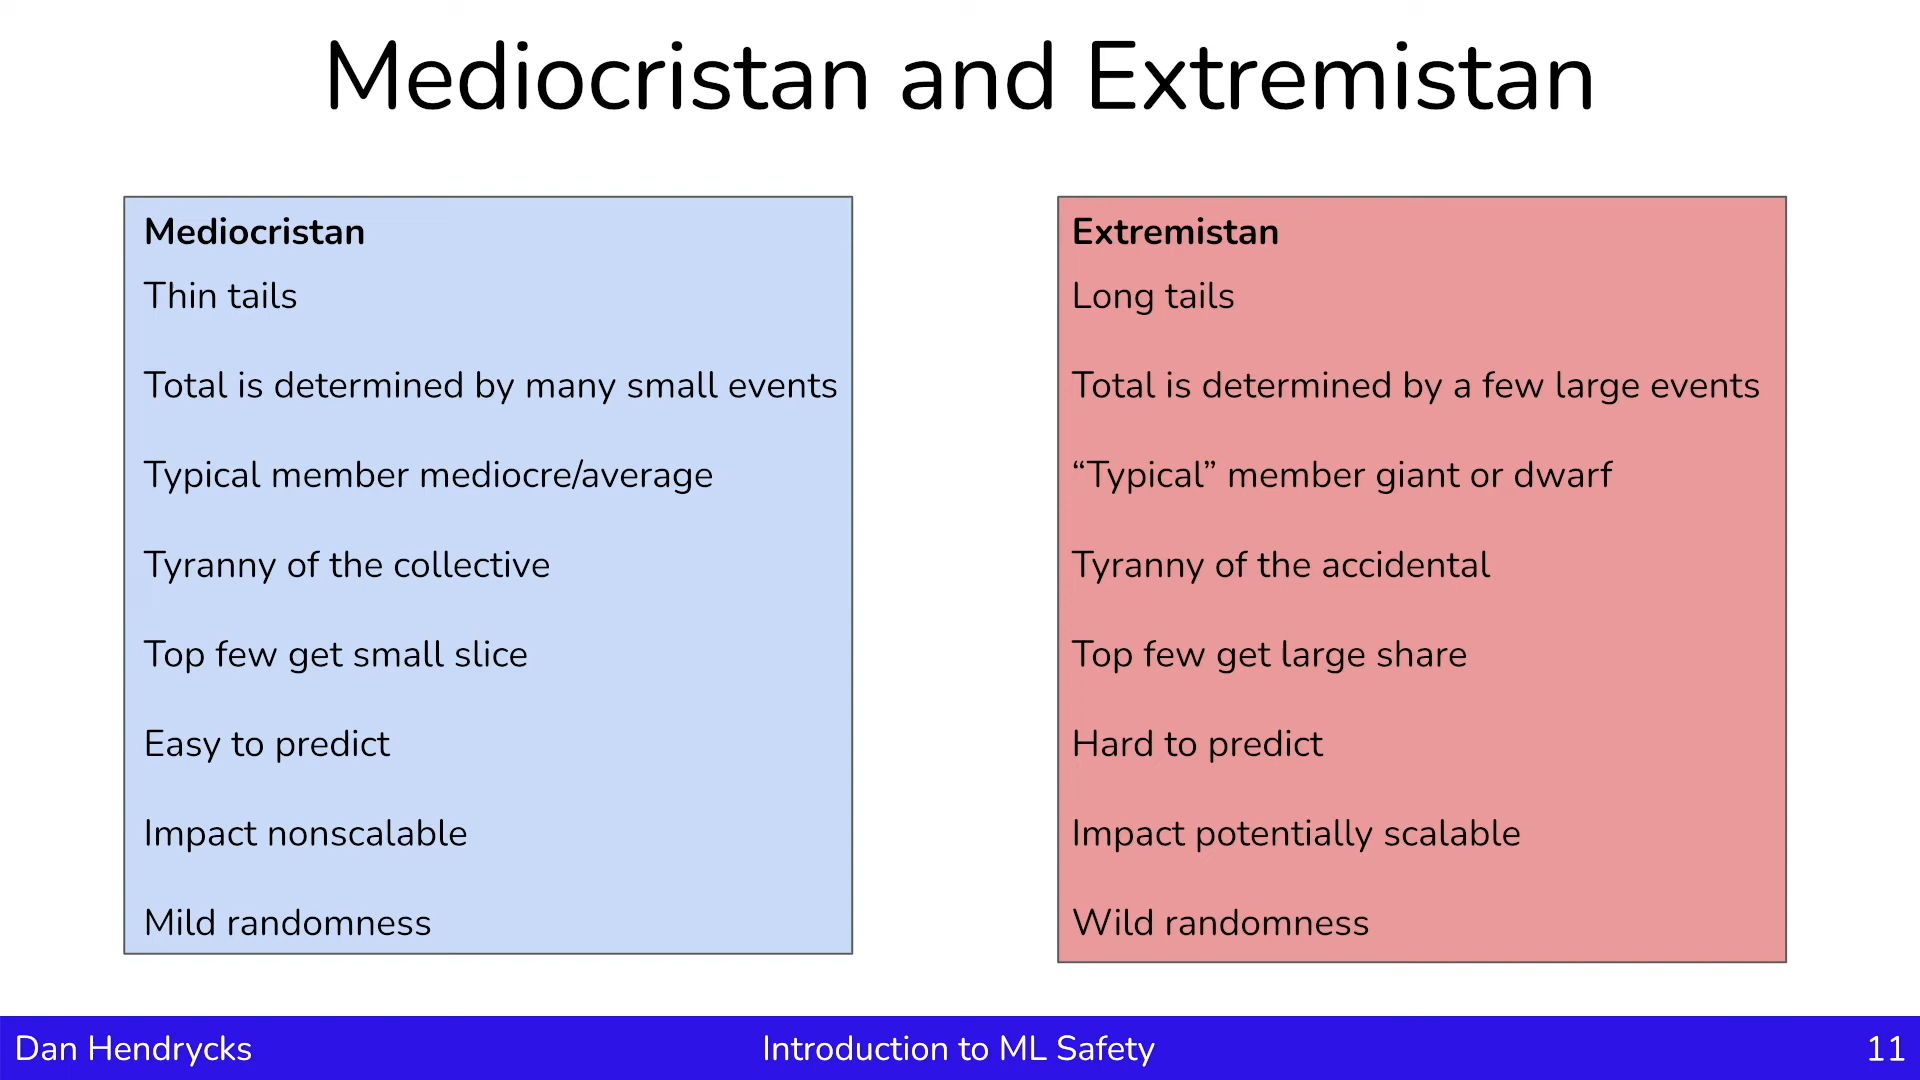 Mediocristan and Extremistan
Mediocristan
Thin tails
Total is determined by many small events
Typical member mediocre/average
Tyranny of the collective
Top few get small slice
Easy to predict
Impact nonscalable
Mild randomness
Extremistan
Long tails
Total is determined by a few large events
“Typical” member giant or dwarf
Tyranny of the accidental
Top few get large share
Hard to predict
Impact potentially scalable
Wild randomness
Dan Hendrycks
Introduction to ML Safety
11